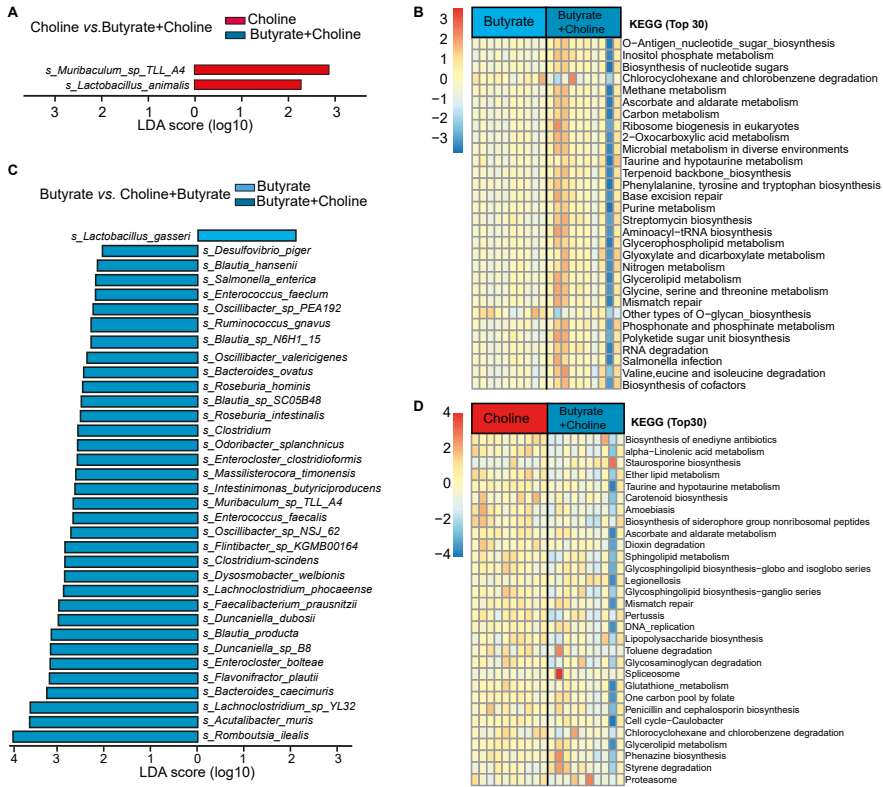 A
Choline vs.Butyrate+Choline
Choline
Butyrate+Choline
s_Muribaculum_sp_TLL_A4
s_Lactobacillus_animalis
3 2 1 0 1 2 3
LDA score (log10)
B
3
2
1
0
−1
−2
−3
Butyrate
Butyrate
+Choline
KEGG (Top 30)
O−Antigen_nucleotide_sugar_biosynthesis
Inositol phosphate metabolism
Biosynthesis of nucleotide sugars
Chlorocyclohexane and chlorobenzene degradation
Methane metabolism
Ascorbate and aldarate metabolism
Carbon metabolism
Ribosome biogenesis in eukaryotes
2−Oxocarboxylic acid metabolism
Microbial metabolism in diverse environments
Taurine and hypotaurine metabolism
Terpenoid backbone_biosynthesis
Phenylalanine, tyrosine and tryptophan biosynthesis
Base excision repair
Purine metabolism
Streptomycin biosynthesis
Aminoacyl−tRNA biosynthesis
Glycerophospholipid metabolism
Glyoxylate and dicarboxylate metabolism
Nitrogen metabolism
Glycerolipid metabolism
Glycine, serine and threonine metabolism
Mismatch repair
Other types of O−glycan_biosynthesis
Phosphonate and phosphinate metabolism
Polyketide sugar unit biosynthesis
RNA degradation
Salmonella infection
Valine,eucine and isoleucine degradation
Biosynthesis of cofactors
C
Butyrate vs. Choline+Butyrate
Butyrate
Butyrate+Choline
s_Lactobacillus_gasseri
s_Desulfovibrio_piger
s_Blautia_hansenii
s_Salmonella_enterica
s_Enterococcus_faeclum
s_Oscillibacter_sp_PEA192
s_Ruminococcus_gnavus
s_Blautia_sp_N6H1_15
s_Oscillibacter_valericigenes
s_Bacteroides_ovatus
s_Roseburia_hominis
s_Blautia_sp_SC05B48
s_Roseburia_intestinalis
s_Clostridium
s_Odoribacter_splanchnicus
s_Enterocloster_clostridioformis
s_Massilistercora_timonensis
s_Intestinimonas_butyriciproducens
s_Muribaculum_sp_TLL_A4
s_Enterococcus_faecalis
s_Oscillibacter_sp_NSJ_62
s_Flintibacter_sp_KGMB00164
s_Clostridium-scindens
s_Dysosmobacter_welbionis
s_Lachnoclostridium_phocaeense
s_Faecalibacterium_prausnitzii
s_Duncaniella_dubosii
s_Blautia_producta
s_Duncaniella_sp_B8
s_Enterocloster_bolteae
s_Flavonifractor_plautii
s_Bacteroides_caecimuris
s_Lachnoclostridium_sp_YL32
s_Acutalibacter_muris
s_Romboutsia_ilealis
4 3 2 1 0 1 2 3
LDA score (log10)
D
4
2
0
−2
−4
Choline
Butyrate
+Choline
KEGG (Top30)
Biosynthesis of enediyne antibiotics
alpha−Linolenic acid metabolism
Staurosporine biosynthesis
Ether lipid metabolism
Taurine and hypotaurine metabolism
Carotenoid biosynthesis
Amoebiasis
Biosynthesis of siderophore group nonribosomal peptides
Ascorbate and aldarate metabolism
Dioxin degradation
Sphingolipid metabolism
Glycosphingolipid biosynthesis−globo and isoglobo series
Legionellosis
Glycosphingolipid biosynthesis−ganglio series
Mismatch repair
Pertussis
DNA_replication
Lipopolysaccharide biosynthesis
Toluene degradation
Glycosaminoglycan degradation
Spliceosome
Glutathione_metabolism
One carbon pool by folate
Penicillin and cephalosporin biosynthesis
Cell cycle−Caulobacter
Chlorocyclohexane and chlorobenzene degradation
Glycerolipid metabolism
Phenazine biosynthesis
Styrene degradation
Proteasome